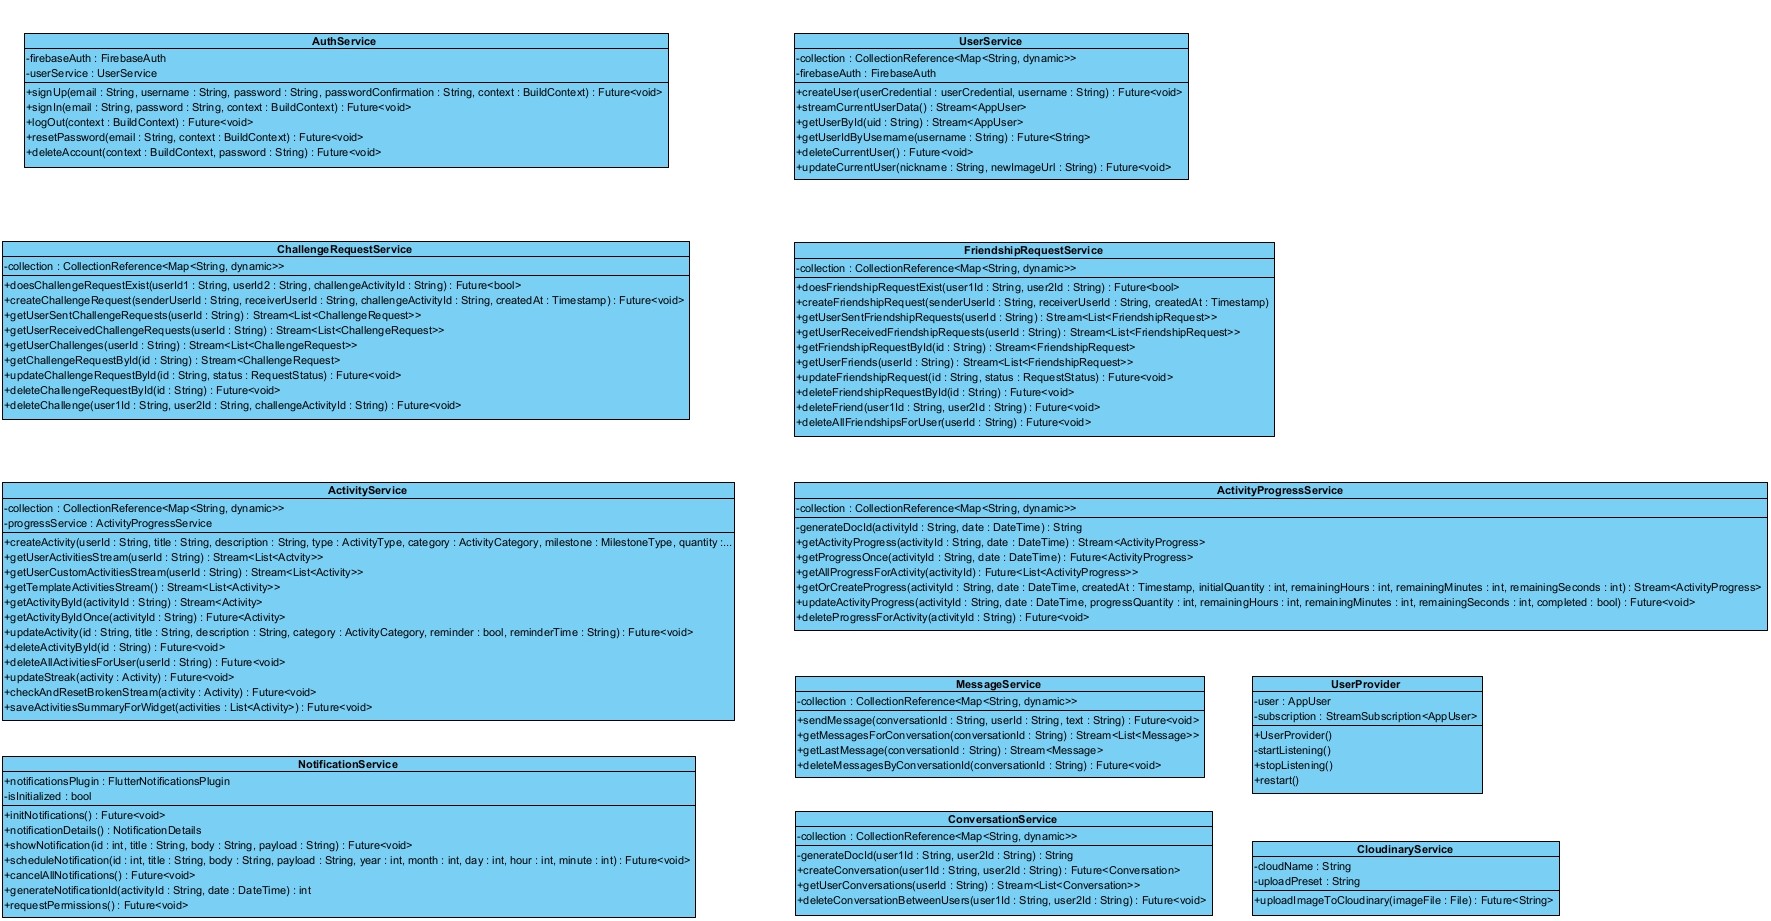 AuthService
-firebaseAuth : FirebaseAuth
-userService : UserService
+signUp(email : String, username : String, password : String, passwordConfirmation : String, context : BuildContext) : Future<void>
+signIn(email : String, password : String, context : BuildContext) : Future<void>
+logOut(context : BuildContext) : Future<void>
+resetPassword(email : String, context : BuildContext) : Future<void>
+deleteAccount(context : BuildContext, password : String) : Future<void>
UserService
-collection : CollectionReference<Map<String, dynamic>>
-firebaseAuth : FirebaseAuth
+createUser(userCredential : userCredential, username : String) : Future<void>
+streamCurrentUserData() : Stream<AppUser>
+getUserById(uid : String) : Stream<AppUser>
+getUserIdByUsername(username : String) : Future<String>
+deleteCurrentUser() : Future<void>
+updateCurrentUser(nickname : String, newImageUrl : String) : Future<void>
ChallengeRequestService
-collection : CollectionReference<Map<String, dynamic>>
+doesChallengeRequestExist(userId1 : String, userId2 : String, challengeActivityId : String) : Future<bool>
+createChallengeRequest(senderUserId : String, receiverUserId : String, challengeActivityId : String, createdAt : Timestamp) : Future<void>
+getUserSentChallengeRequests(userId : String) : Stream<List<ChallengeRequest>>
+getUserReceivedChallengeRequests(userId : String) : Stream<List<ChallengeRequest>>
+getUserChallenges(userId : String) : Stream<List<ChallengeRequest>>
+getChallengeRequestById(id : String) : Stream<ChallengeRequest>
+updateChallengeRequestById(id : String, status : RequestStatus) : Future<void>
+deleteChallengeRequestById(id : String) : Future<void>
+deleteChallenge(user1Id : String, user2Id : String, challengeActivityId : String) : Future<void>
FriendshipRequestService
-collection : CollectionReference<Map<String, dynamic>>
+doesFriendshipRequestExist(user1Id : String, user2Id : String) : Future<bool>
+createFriendshipRequest(senderUserId : String, receiverUserId : String, createdAt : Timestamp)
+getUserSentFriendshipRequests(userId : String) : Stream<List<FriendshipRequest>>
+getUserReceivedFriendshipRequests(userId : String) : Stream<List<FriendshipRequest>>
+getFriendshipRequestById(id : String) : Stream<FriendshipRequest>
+getUserFriends(userId : String) : Stream<List<FriendshipRequest>>
+updateFriendshipRequest(id : String, status : RequestStatus) : Future<void>
+deleteFriendshipRequestById(id : String) : Future<void>
+deleteFriend(user1Id : String, user2Id : String) : Future<void>
+deleteAllFriendshipsForUser(userId : String) : Future<void>
ActivityService
-collection : CollectionReference<Map<String, dynamic>>
-progressService : ActivityProgressService
+createActivity(userId : String, title : String, description : String, type : ActivityType, category : ActivityCategory, milestone : MilestoneType, quantity :...
+getUserActivitiesStream(userId : String) : Stream<List<Actvity>>
+getUserCustomActivitiesStream(userId : String) : Stream<List<Activity>>
+getTemplateActivitiesStream() : Stream<List<Activity>>
+getActivityById(activityId : String) : Stream<Activity>
+getActivityByIdOnce(activityId : String) : Future<Activity>
+updateActivity(id : String, title : String, description : String, category : ActivityCategory, reminder : bool, reminderTime : String) : Future<void>
+deleteActivityById(id : String) : Future<void>
+deleteAllActivitiesForUser(userId : String) : Future<void>
+updateStreak(activity : Activity) : Future<void>
+checkAndResetBrokenStream(activity : Activity) : Future<void>
+saveActivitiesSummaryForWidget(activities : List<Activity>) : Future<void>
ActivityProgressService
-collection : CollectionReference<Map<String, dynamic>>
-generateDocId(activityId : String, date : DateTime) : String
+getActivityProgress(activityId : String, date : DateTime) : Stream<ActivityProgress>
+getProgressOnce(activityId : String, date : DateTime) : Future<ActivityProgress>
+getAllProgressForActivity(activityId) : Future<List<ActivityProgress>>
+getOrCreateProgress(activityId : String, date : DateTime, createdAt : Timestamp, initialQuantity : int, remainingHours : int, remainingMinutes : int, remainingSeconds : int) : Stream<ActivityProgress>
+updateActivityProgress(activityId : String, date : DateTime, progressQuantity : int, remainingHours : int, remainingMinutes : int, remainingSeconds : int, completed : bool) : Future<void>
+deleteProgressForActivity(activityId : String) : Future<void>
MessageService
-collection : CollectionReference<Map<String, dynamic>>
+sendMessage(conversationId : String, userId : String, text : String) : Future<void>
+getMessagesForConversation(conversationId : String) : Stream<List<Message>>
+getLastMessage(conversationId : String) : Stream<Message>
+deleteMessagesByConversationId(conversationId : String) : Future<void>
UserProvider
-user : AppUser
-subscription : StreamSubscription<AppUser>
+UserProvider()
-startListening()
+stopListening()
+restart()
NotificationService
+notificationsPlugin : FlutterNotificationsPlugin
-isInitialized : bool
+initNotifications() : Future<void>
+notificationDetails() : NotificationDetails
+showNotification(id : int, title : String, body : String, payload : String) : Future<void>
+scheduleNotification(id : int, title : String, body : String, payload : String, year : int, month : int, day : int, hour : int, minute : int) : Future<void>
+cancelAllNotifications() : Future<void>
+generateNotificationId(activityId : String, date : DateTime) : int
+requestPermissions() : Future<void>
ConversationService
-collection : CollectionReference<Map<String, dynamic>>
-generateDocId(user1Id : String, user2Id : String) : String
+createConversation(user1Id : String, user2Id : String) : Future<Conversation>
+getUserConversations(userId : String) : Stream<List<Conversation>>
+deleteConversationBetweenUsers(user1Id : String, user2Id : String) : Future<void>
CloudinaryService
-cloudName : String
-uploadPreset : String
+uploadImageToCloudinary(imageFile : File) : Future<String>